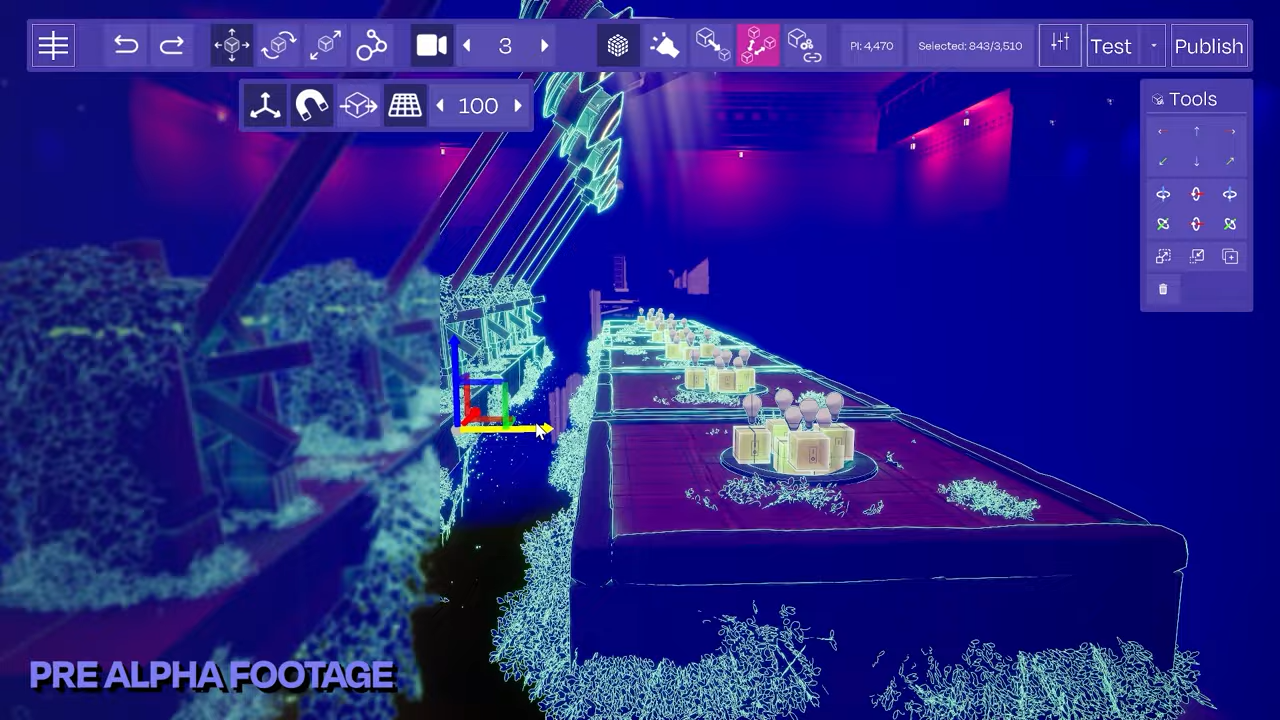 3
PI: 4,470
Selected: 843/3,510
Test
Publish
100
Tools
PRE ALPHA FOOTAGE